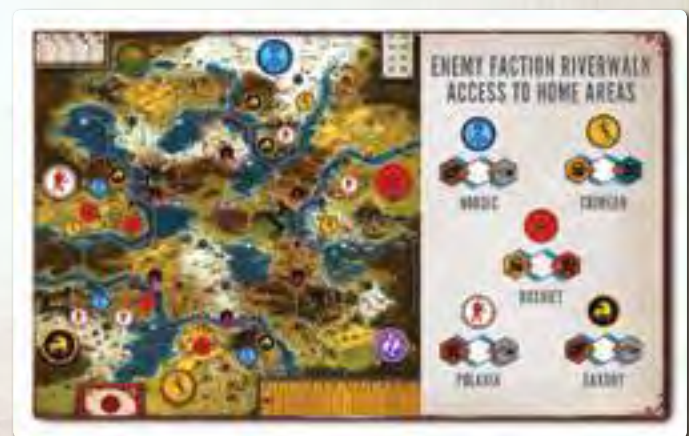 ENEMY FACTION RIVERWALK
ACCESS TO HOME AREAS
NORDIC
CRIMEAN
RUSVIET
POLANIA
SAXONY